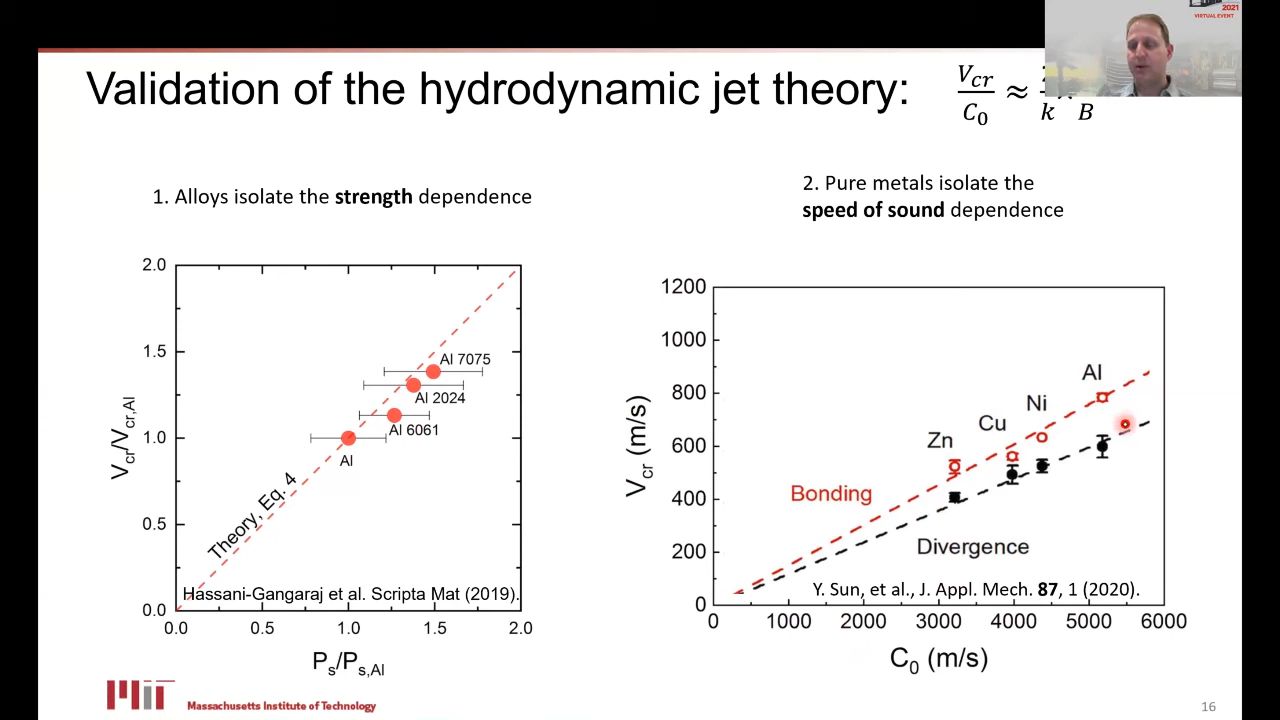 2021
VIRTUAL EVENT
Validation of the hydrodynamic jet theory:
V_cr
C_0
≈
k
B
1. Alloys isolate the strength dependence
2. Pure metals isolate the
speed of sound dependence
2.0
1.5
1.0
0.5
0.0
V_cr/V_cr,Al
Al 7075
Al 2024
Al 6061
Al
Theory, Eq. 4
Hassani-Gangaraj et al. Scripta Mat (2019).
0.0 0.5 1.0 1.5 2.0
P_s/P_s,Al
1200
1000
800
600
400
200
0
V_cr (m/s)
Al
Ni
Cu
Zn
Bonding
Divergence
Y. Sun, et al., J. Appl. Mech. 87, 1 (2020).
0 1000 2000 3000 4000 5000 6000
C_0 (m/s)
MIT
Massachusetts Institute of Technology
16